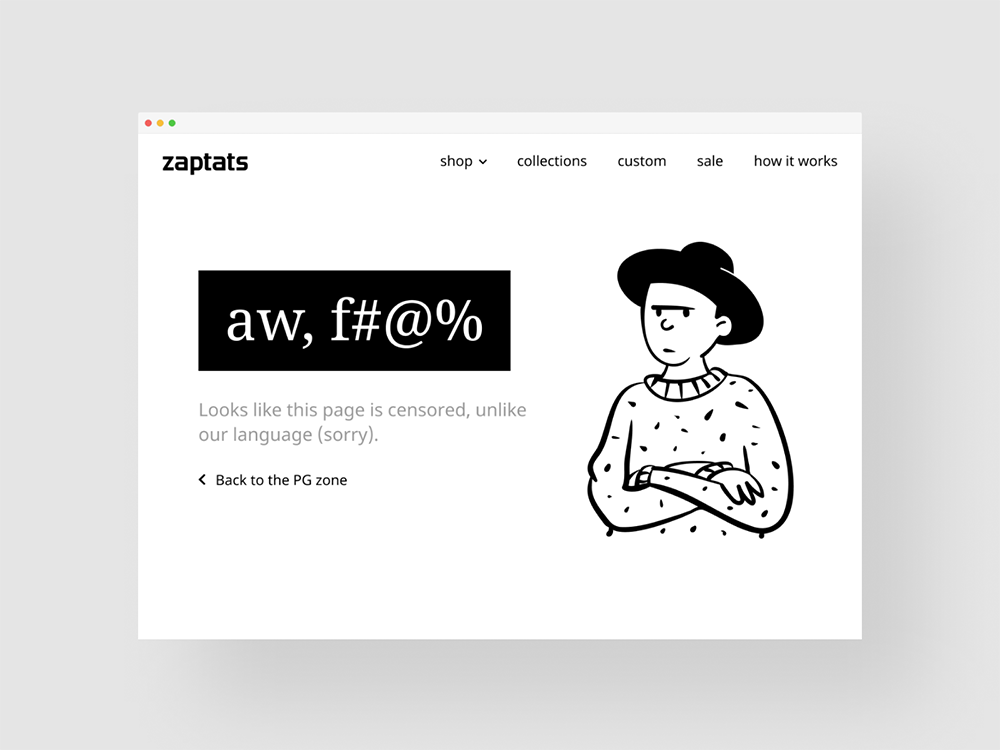 zaptats
shop collections custom sale how it works
aw, f#@%
Looks like this page is censored, unlike
our language (sorry).
Back to the PG zone